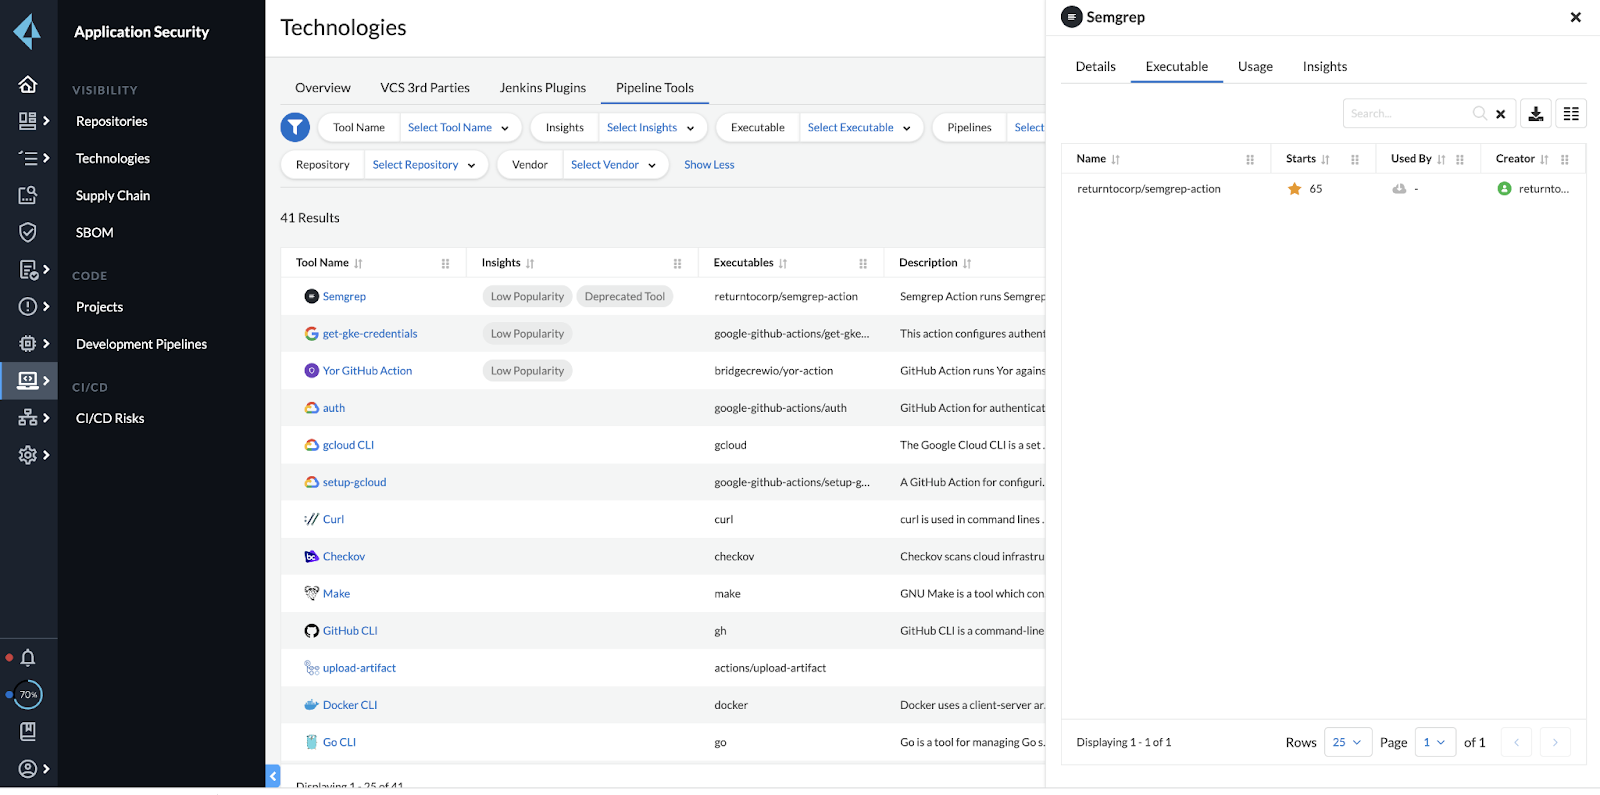 Application Security
VISIBILITY
Repositories
Technologies
Supply Chain
SBOM
CODE
Projects
Development Pipelines
CI/CD
CI/CD Risks
70%
Technologies
Overview VCS 3rd Parties Jenkins Plugins Pipeline Tools
Tool Name Select Tool Name Insights Select Insights Executable Select Executable Pipelines Select
Repository Select Repository Vendor Select Vendor Show Less
41 Results
Tool Name Insights Executables Description
Semgrep Low Popularity Deprecated Tool returntocorp/semgrep-action Semgrep Action runs Semgrep
get-gke-credentials Low Popularity google-github-actions/get-gke... This action configures authent
Yor GitHub Action Low Popularity bridgecrewio/yor-action GitHub Action runs Yor agains
auth google-github-actions/auth GitHub Action for authenticat
gcloud CLI gcloud The Google Cloud CLI is a set .
setup-gcloud google-github-actions/setup-g... A GitHub Action for configuri.
Curl curl curl is used in command lines .
Checkov checkov Checkov scans cloud infrastru
Make make GNU Make is a tool which con.
GitHub CLI gh GitHub CLI is a command-line
upload-artifact actions/upload-artifact
Docker CLI docker Docker uses a client-server ar.
Go CLI go Go is a tool for managing Go s.
Displaying 1 - 25 of 41
Semgrep
Details Executable Usage Insights
Search...
Name Starts Used By Creator
returntocorp/semgrep-action 65 - returnto...
Displaying 1 - 1 of 1 Rows 25 Page 1 of 1